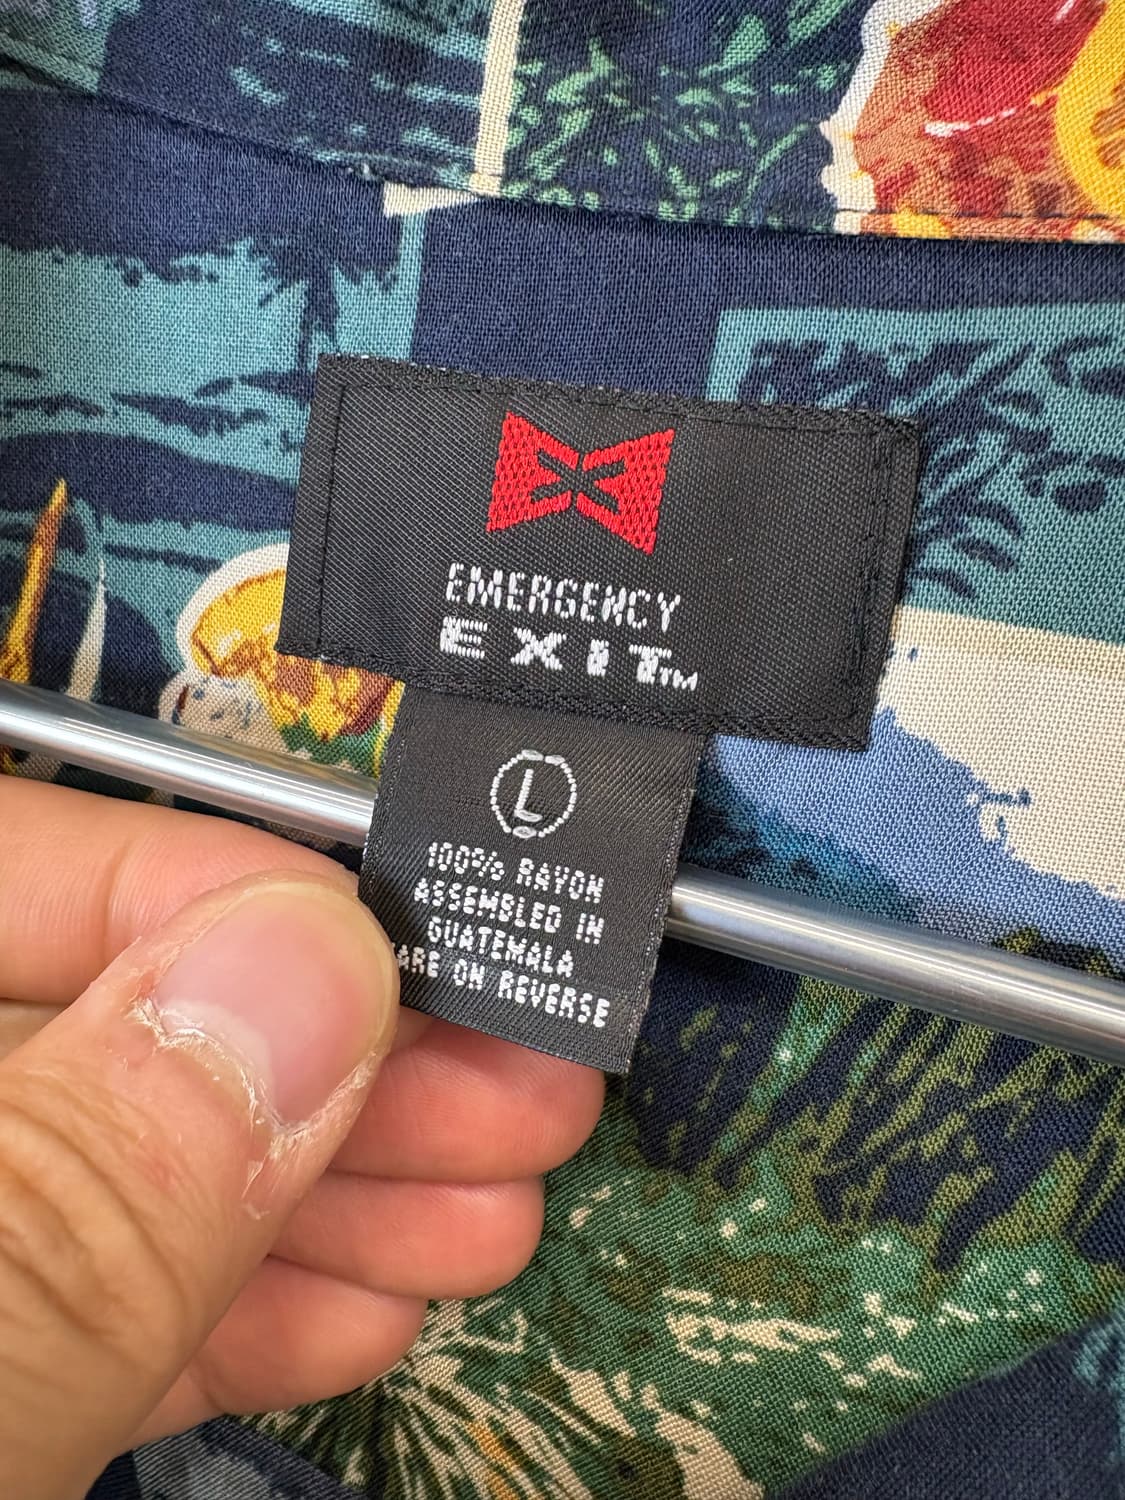 EMERGENCY
EXIT™
L
100% RAYON
ASSEMBLED IN
GUATEMALA
ARE ON REVERSE